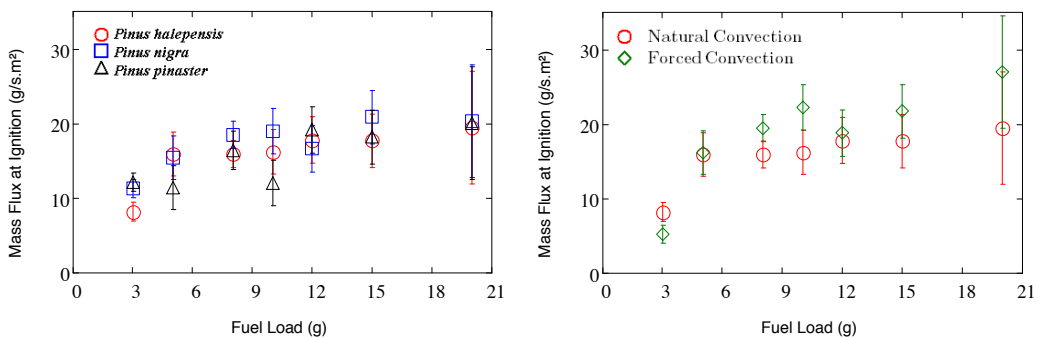 Mass Flux at Ignition (g/s.m²)
30
20
10
0
Pinus halepensis
Pinus nigra
Pinus pinaster
0 3 6 9 12 15 18 21
Fuel Load (g)
Mass Flux at Ignition (g/s.m²)
30
20
10
0
Natural Convection
Forced Convection
0 3 6 9 12 15 18 21
Fuel Load (g)